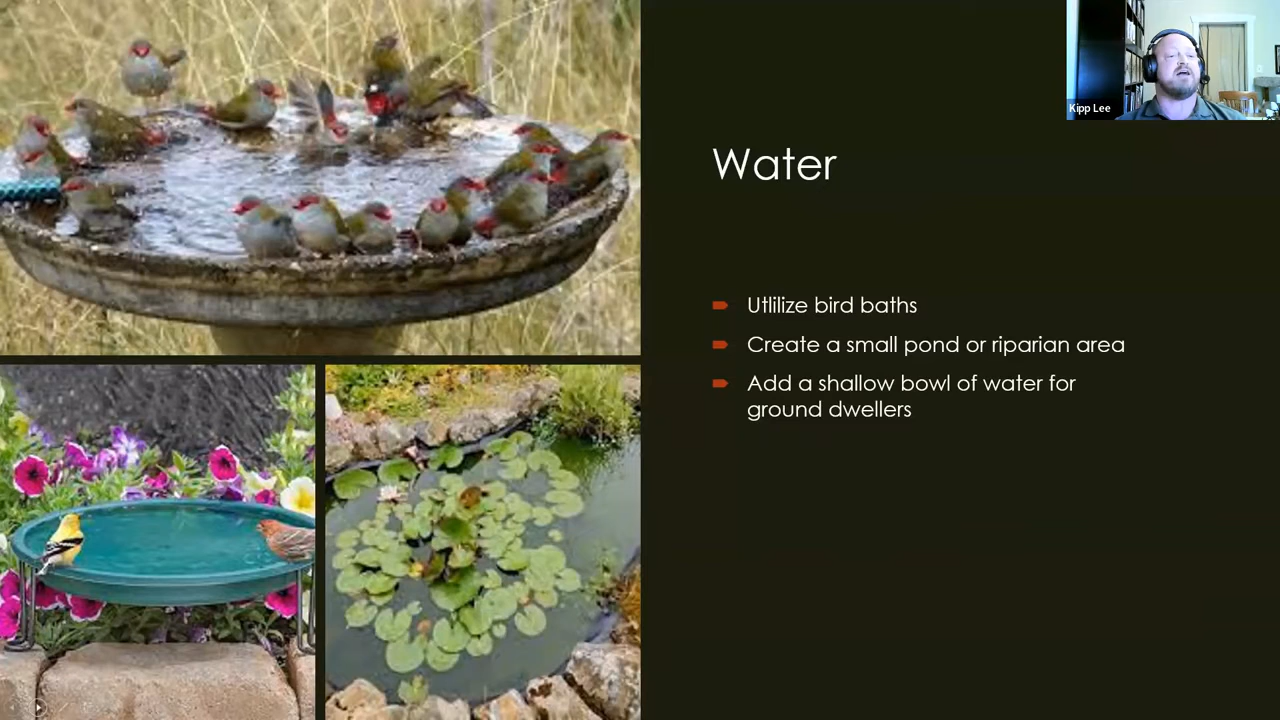 Kipp Lee
Water
Utlilize bird baths
Create a small pond or riparian area
Add a shallow bowl of water for
ground dwellers